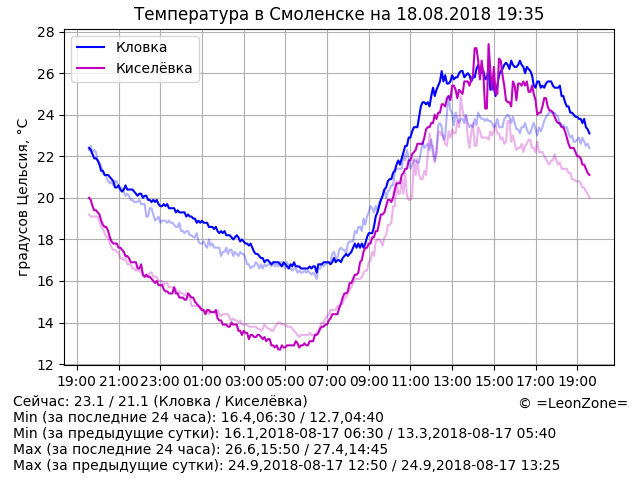 Температура в Смоленске на 18.08.2018 19:35
Кловка
Киселёвка
градусов Цельсия, °C
28
26
24
22
20
18
16
14
12
19:00 21:00 23:00 01:00 03:00 05:00 07:00 09:00 11:00 13:00 15:00 17:00 19:00
Сейчас: 23.1 / 21.1 (Кловка / Киселёвка)
© =LeonZone=
Min (за последние 24 часа): 16.4,06:30 / 12.7,04:40
Min (за предыдущие сутки): 16.1,2018-08-17 06:30 / 13.3,2018-08-17 05:40
Max (за последние 24 часа): 26.6,15:50 / 27.4,14:45
Max (за предыдущие сутки): 24.9,2018-08-17 12:50 / 24.9,2018-08-17 13:25